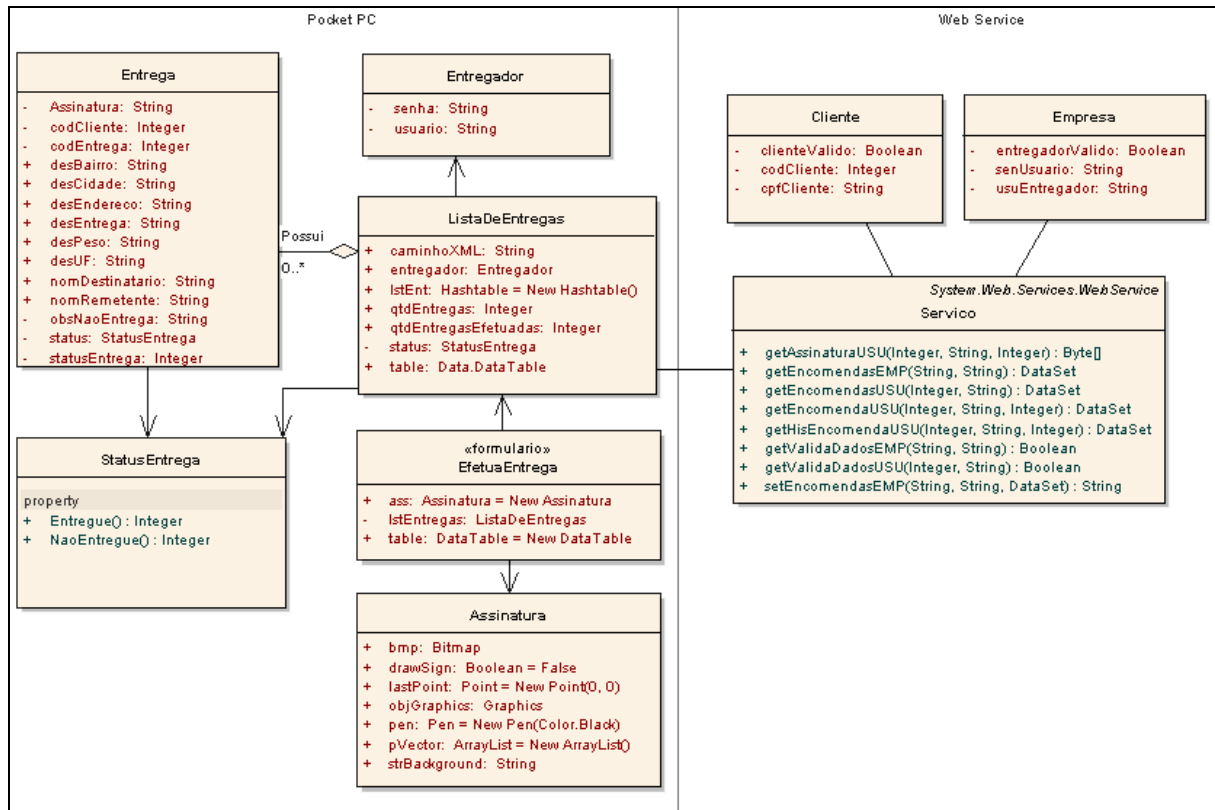 Pocket PC
Web Service
Entrega
- Assinatura: String
- codCliente: Integer
- codEntrega: Integer
+ desBairro: String
+ desCidade: String
+ desEndereco: String
+ desEntrega: String
+ desPeso: String
+ desUF: String
+ nomDestinatario: String
+ nomRemetente: String
- obsNaoEntrega: String
- status: StatusEntrega
- statusEntrega: Integer
Entregador
- senha: String
- usuario: String
Possui
0..*
ListaDeEntregas
+ caminhoXML: String
+ entregador: Entregador
+ lstEnt: Hashtable = New Hashtable()
+ qtdEntregas: Integer
+ qtdEntregasEfetuadas: Integer
- status: StatusEntrega
+ table: Data.DataTable
StatusEntrega
property
+ Entregue() : Integer
+ NaoEntregue() : Integer
«formulario»
EfetuaEntrega
+ ass: Assinatura = New Assinatura
- lstEntregas: ListaDeEntregas
+ table: DataTable = New DataTable
Assinatura
+ bmp: Bitmap
+ drawSign: Boolean = False
+ lastPoint: Point = New Point(0, 0)
+ objGraphics: Graphics
+ pen: Pen = New Pen(Color.Black)
+ pVector: ArrayList = New ArrayList()
+ strBackground: String
Cliente
- clienteValido: Boolean
- codCliente: Integer
- cpfCliente: String
Empresa
- entregadorValido: Boolean
- senUsuario: String
- usuEntregador: String
System.Web.Services.WebService
Servico
+ getAssinaturaUSU(Integer, String, Integer) : Byte[]
+ getEncomendasEMP(String, String) : DataSet
+ getEncomendasUSU(Integer, String) : DataSet
+ getEncomendaUSU(Integer, String, Integer) : DataSet
+ getHisEncomendaUSU(Integer, String, Integer) : DataSet
+ getValidaDadosEMP(String, String) : Boolean
+ getValidaDadosUSU(Integer, String) : Boolean
+ setEncomendasEMP(String, String, DataSet) : String